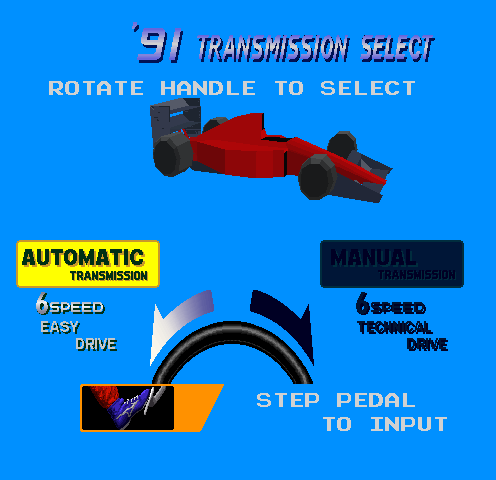 '91 TRANSMISSION SELECT
ROTATE HANDLE TO SELECT
AUTOMATIC
TRANSMISSION
6SPEED
EASY
DRIVE
MANUAL
TRANSMISSION
6SPEED
TECHNICAL
DRIVE
STEP PEDAL
TO INPUT